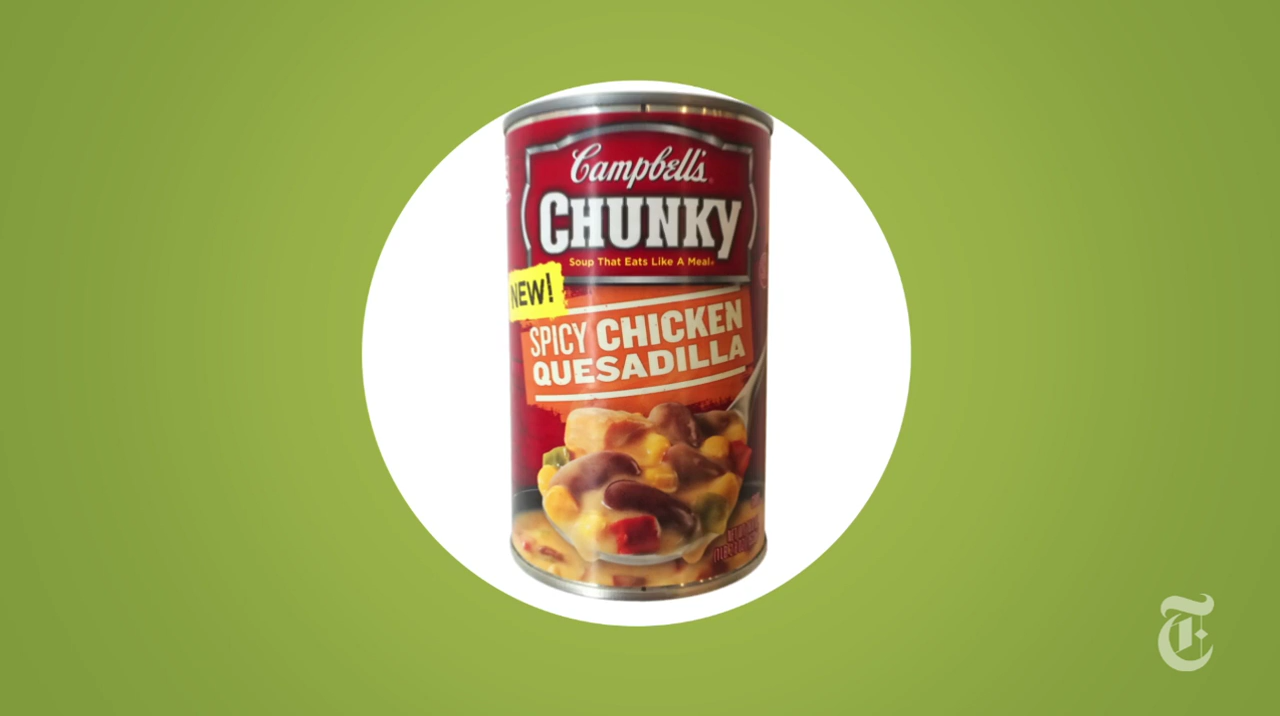 Campbell's
CHUNKY
Soup That Eats Like A Meal.
NEW!
SPICY CHICKEN
QUESADILLA
T